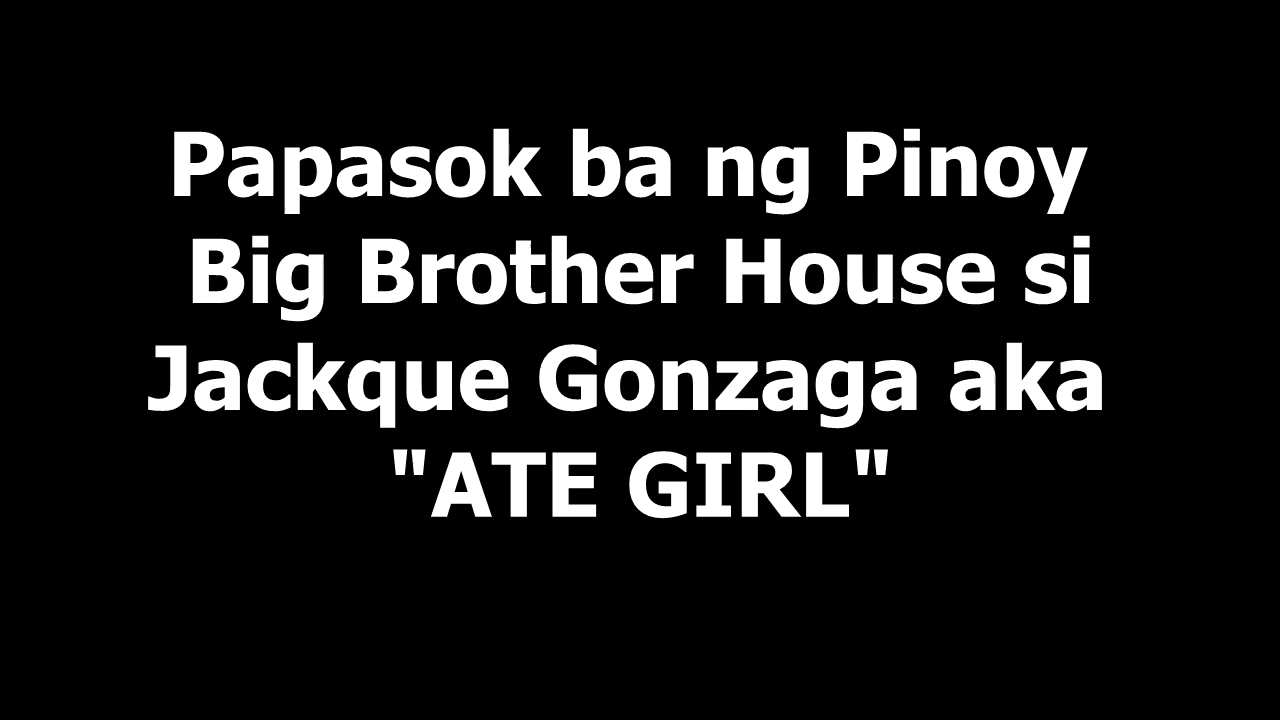 Papasok ba ng Pinoy
Big Brother House si
Jackque Gonzaga aka
"ATE GIRL"